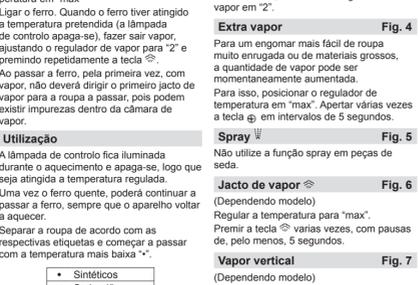 peratura em "max"
Ligar o ferro. Quando o ferro tiver atingido
a temperatura pretendida (a lâmpada
de controlo apaga-se), fazer sair vapor,
ajustando o regulador de vapor para "2" e
premindo repetidamente a tecla .
Ao passar a ferro, pela primeira vez, com
vapor, não deverá dirigir o primeiro jacto de
vapor para a roupa a passar, pois podem
existir impurezas dentro da câmara de
vapor.
Utilização
A lâmpada de controlo fica iluminada
durante o aquecimento e apaga-se, logo que
seja atingida a temperatura regulada.
Uma vez o ferro quente, poderá continuar a
passar a ferro, sempre que o aparelho voltar
a aquecer.
Separar a roupa de acordo com as
respectivas etiquetas e começar a passar
com a temperatura mais baixa "•".
• Sintéticos
vapor em "2".
Extra vapor Fig. 4
Para um engomar mais fácil de roupa
muito enrugada ou de materiais grossos,
a quantidade de vapor pode ser
momentaneamente aumentada.
Para isso, posicionar o regulador de
temperatura em "max". Apertar várias vezes
a tecla em intervalos de 5 segundos.
Spray Fig. 5
Não utilize a função spray em peças de
seda.
Jacto de vapor Fig. 6
(Dependendo modelo)
Regular a temperatura para "max".
Premir a tecla varias vezes, com pausas
de, pelo menos, 5 segundos.
Vapor vertical Fig. 7
(Dependendo modelo)